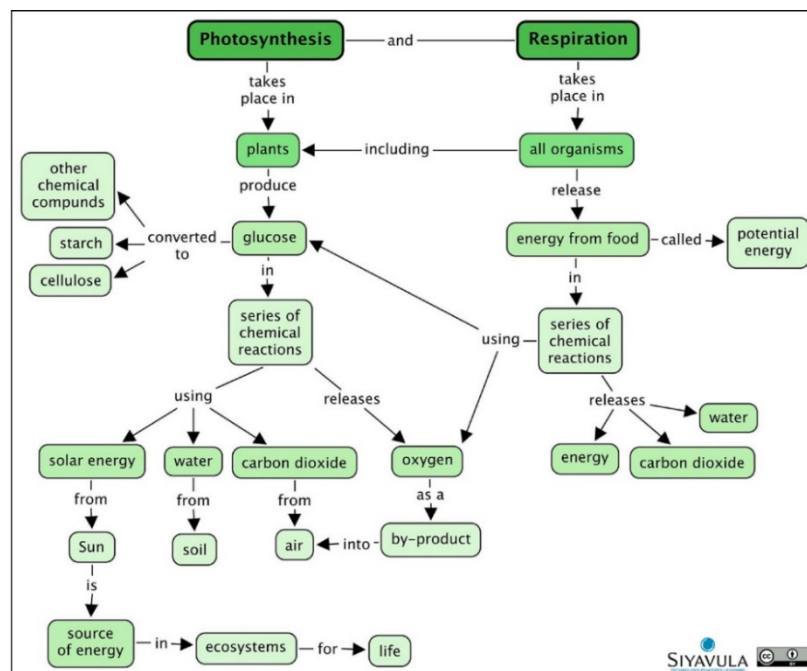 Photosynthesis
and
Respiration
takes
place in
takes
place in
plants
including
all organisms
other
chemical
compunds
produce
release
starch
converted
to
glucose
energy from food
called
potential
energy
cellulose
in
in
series of
chemical
reactions
series of
chemical
reactions
using
using
releases
releases
water
solar energy
water
carbon dioxide
oxygen
energy
carbon dioxide
from
from
from
as a
Sun
soil
air
into
by-product
is
source
of energy
in
ecosystems
for
life
SIYAVULA